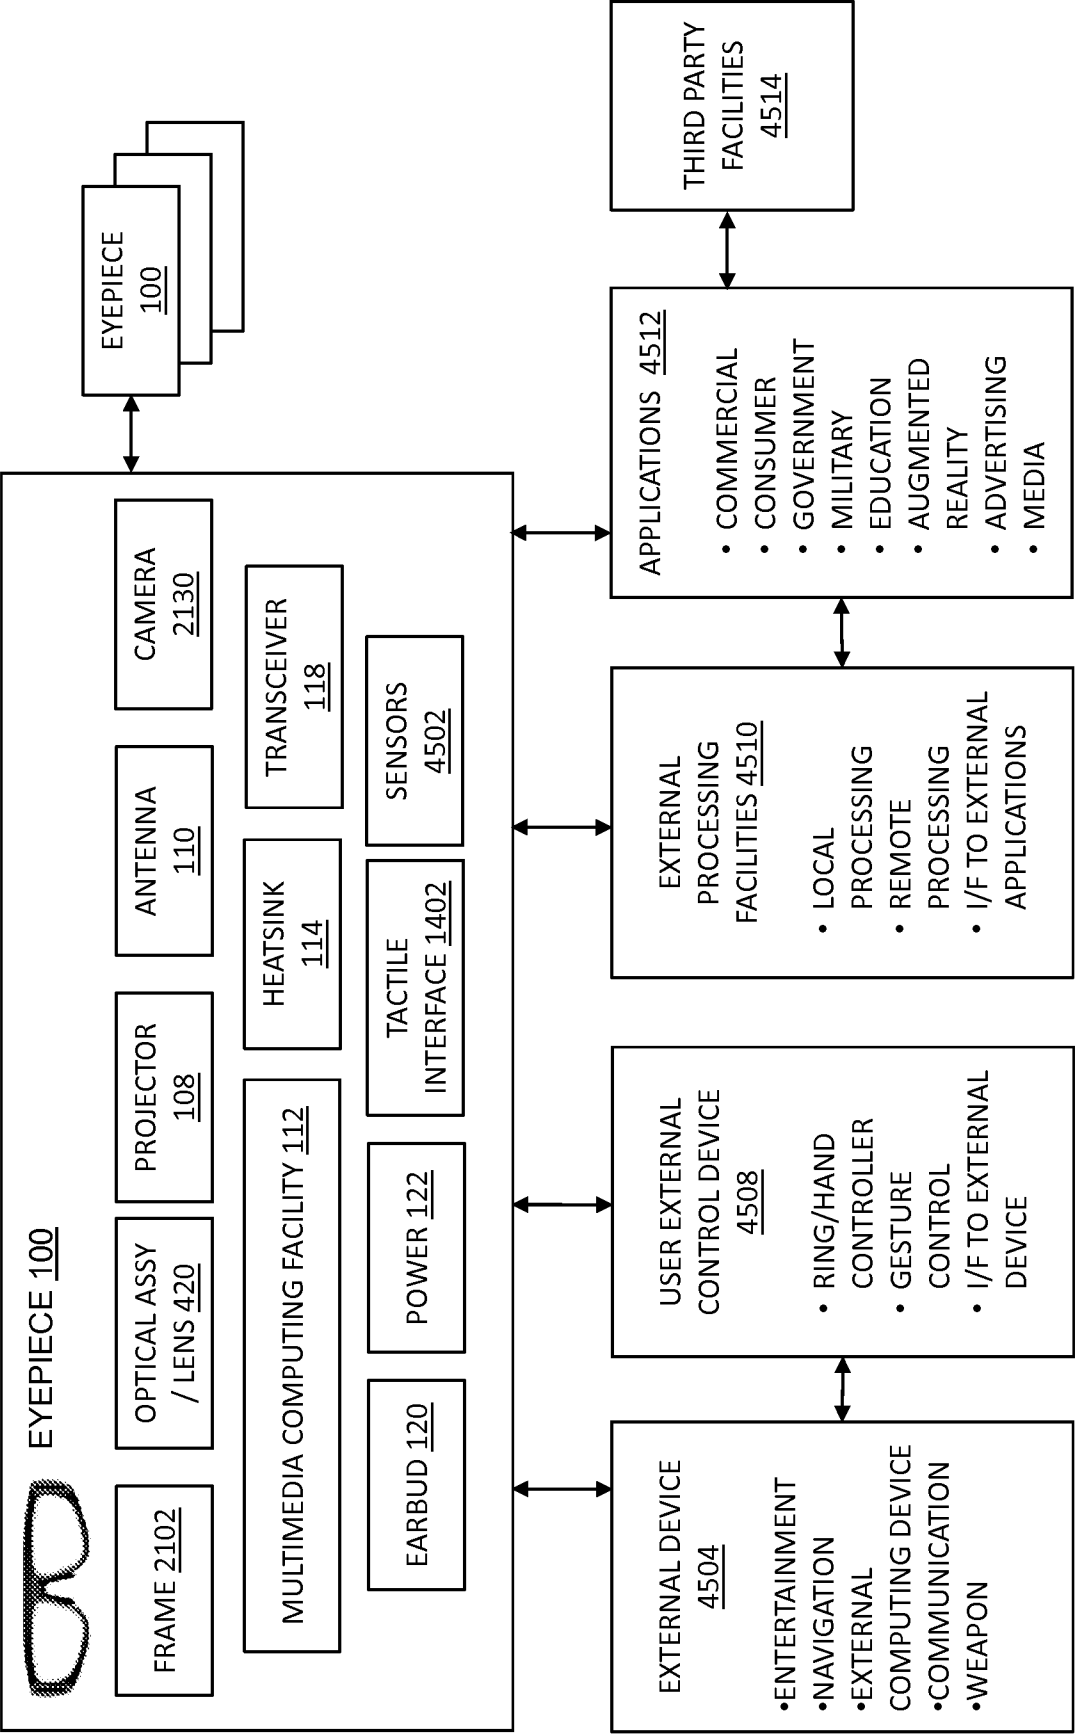 EYEPIECE 100
FRAME 2102
OPTICAL ASSY
/ LENS 420
PROJECTOR
108
ANTENNA
110
CAMERA
2130
MULTIMEDIA COMPUTING FACILITY 112
HEATSINK
114
TRANSCEIVER
118
EARBUD 120
POWER 122
TACTILE
INTERFACE 1402
SENSORS
4502
EYEPIECE
100
EXTERNAL DEVICE
4504
•ENTERTAINMENT
•NAVIGATION
•EXTERNAL
COMPUTING DEVICE
•COMMUNICATION
•WEAPON
USER EXTERNAL
CONTROL DEVICE
4508
• RING/HAND
CONTROLLER
• GESTURE
CONTROL
• I/F TO EXTERNAL
DEVICE
EXTERNAL
PROCESSING
FACILITIES 4510
• LOCAL
PROCESSING
• REMOTE
PROCESSING
• I/F TO EXTERNAL
APPLICATIONS
APPLICATIONS 4512
• COMMERCIAL
• CONSUMER
• GOVERNMENT
• MILITARY
• EDUCATION
• AUGMENTED
REALITY
• ADVERTISING
• MEDIA
THIRD PARTY
FACILITIES
4514